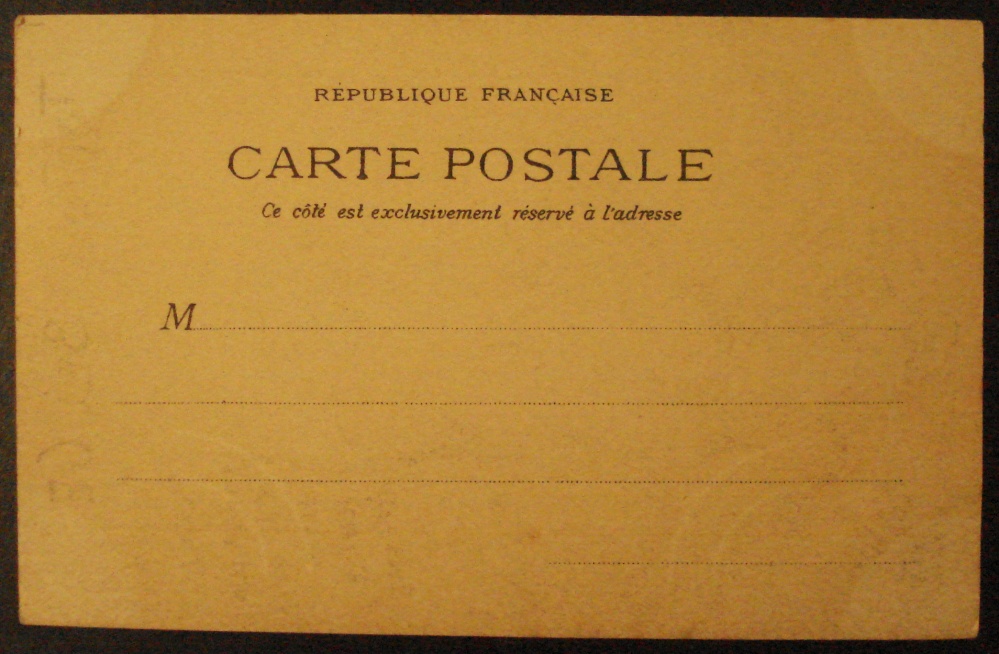 RÉPUBLIQUE FRANÇAISE
CARTE POSTALE
Ce côté est exclusivement réservé à l'adresse
M